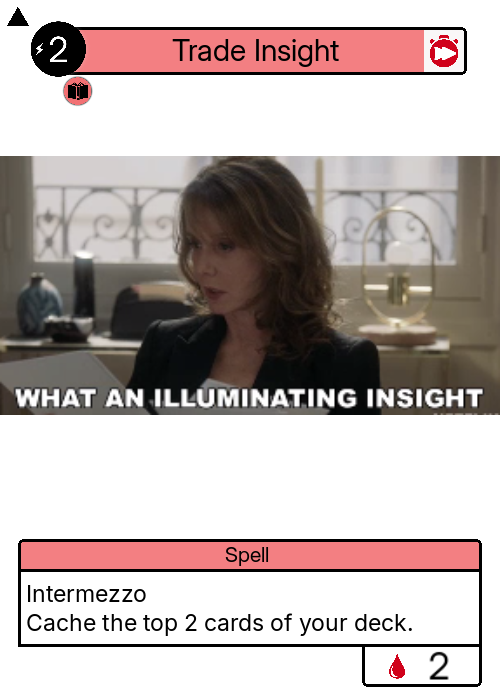 2
Trade Insight
WHAT AN ILLUMINATING INSIGHT
Spell
Intermezzo
Cache the top 2 cards of your deck.
2